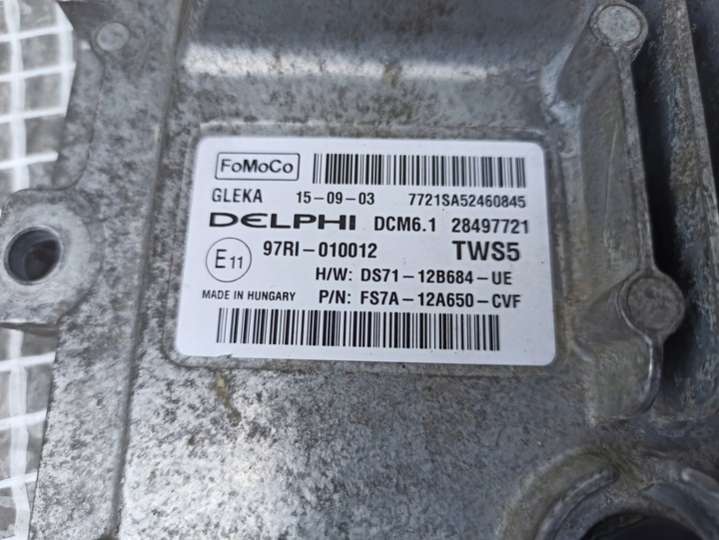 FoMoCo
GLEKA 15-09-03 7721SA52460845
DELPHI DCM6.1 28497721
E11 97RI-010012 TWS5
H/W: DS71-12B684-UE
MADE IN HUNGARY P/N: FS7A-12A650-CVF